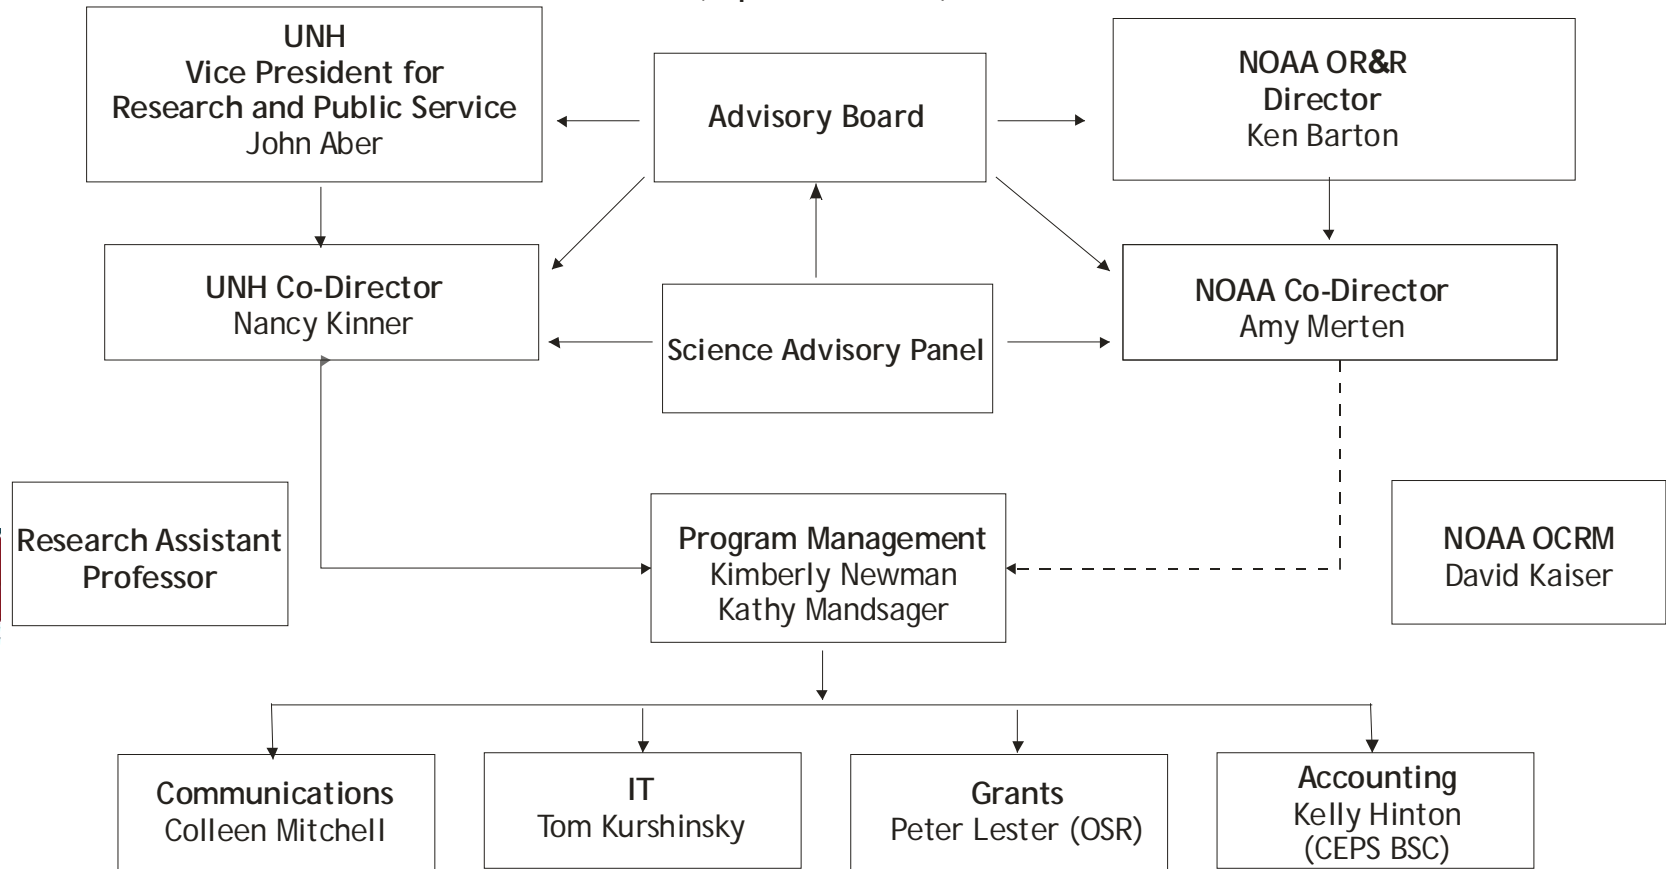 UNH
Vice President for
Research and Public Service
John Aber
Advisory Board
NOAA OR&R
Director
Ken Barton
UNH Co-Director
Nancy Kinner
Science Advisory Panel
NOAA Co-Director
Amy Merten
Research Assistant
Professor
Program Management
Kimberly Newman
Kathy Mandsager
NOAA OCRM
David Kaiser
Communications
Colleen Mitchell
IT
Tom Kurshinsky
Grants
Peter Lester (OSR)
Accounting
Kelly Hinton
(CEPS BSC)